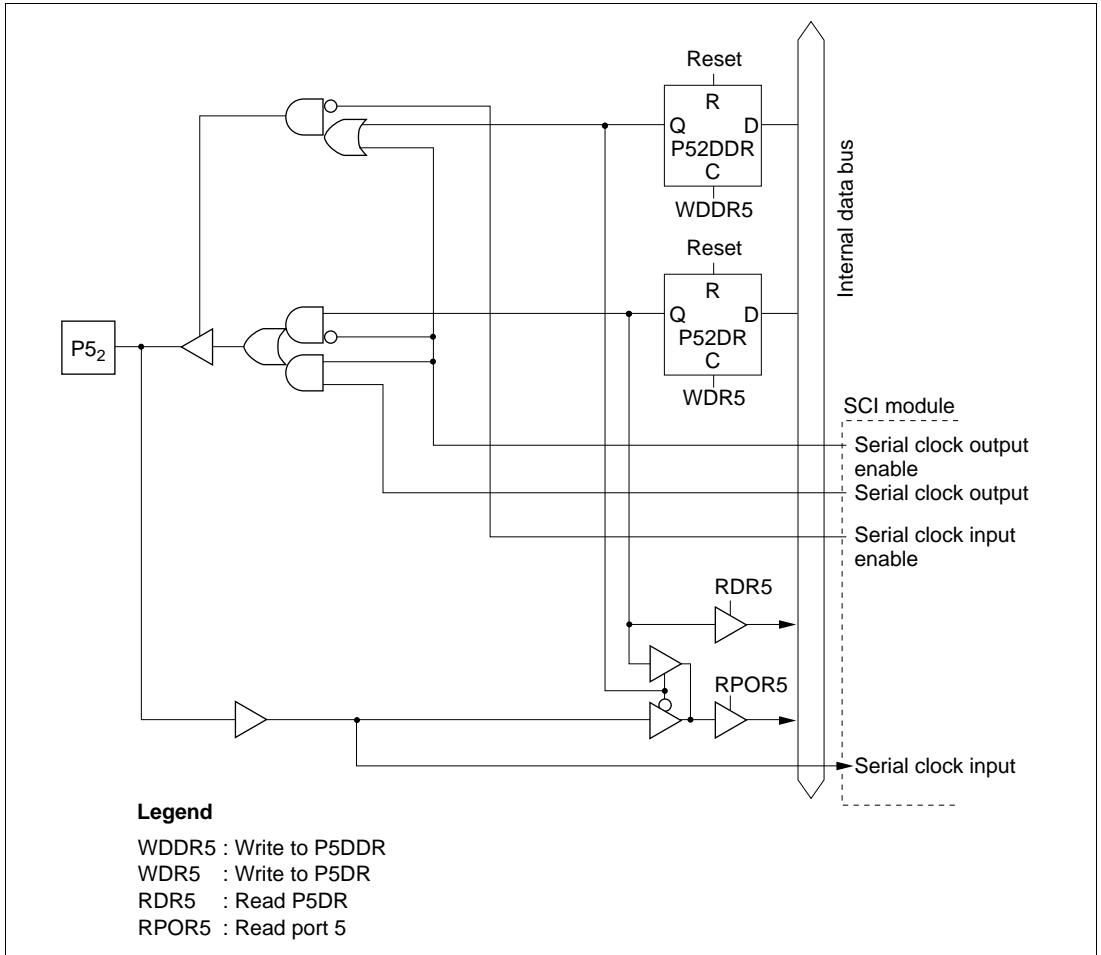 Reset
R
Q D
P52DDR
C
WDDR5
Internal data bus
Reset
R
Q D
P52DR
C
WDR5
P5₂
SCI module
Serial clock output
enable
Serial clock output
Serial clock input
enable
RDR5
RPOR5
Serial clock input
Legend
WDDR5 : Write to P5DDR
WDR5 : Write to P5DR
RDR5 : Read P5DR
RPOR5 : Read port 5